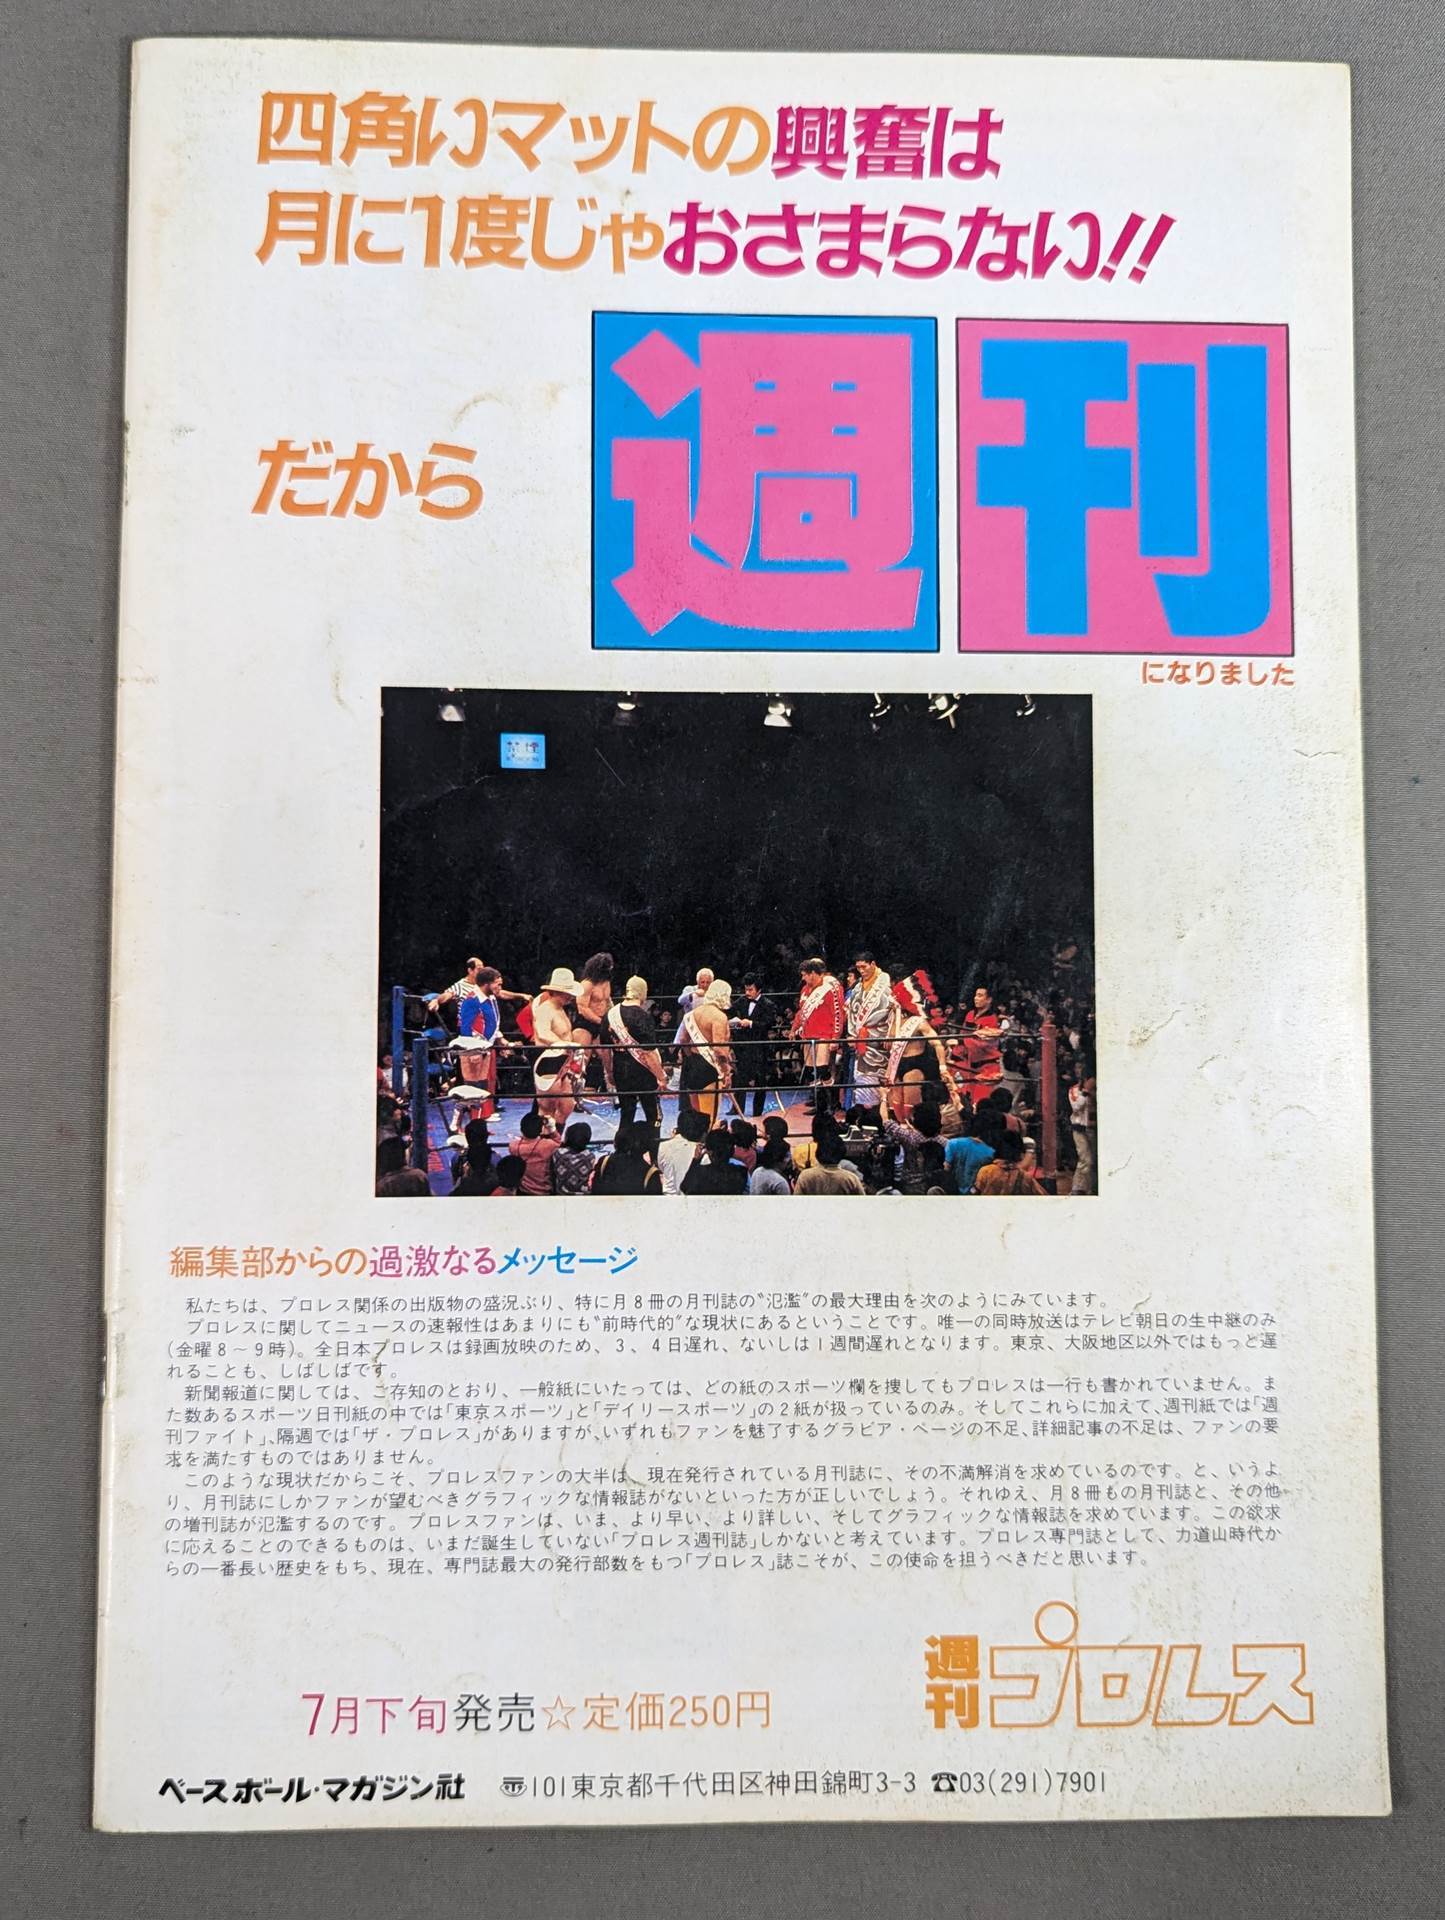 四角いマットの興奮は
月に1度じゃおさまらない!!
だから
週刊
になりました
禁煙
編集部からの過激なるメッセージ
私たちは、プロレス関係の出版物の盛況ぶり、特に月8冊の月刊誌の〝氾濫〟の最大理由を次のようにみています。
プロレスに関してニュースの速報性はあまりにも〝前時代的〟な現状にあるということです。唯一の同時放送はテレビ朝日の生中継のみ
(金曜8〜9時)。全日本プロレスは録画放映のため、3、4日遅れ、ないしは1週間遅れとなります。東京、大阪地区以外ではもっと遅
れることも、しばしばです。
新聞報道に関しては、ご存知のとおり、一般紙にいたっては、どの紙のスポーツ欄を捜してもプロレスは一行も書かれていません。ま
た数あるスポーツ日刊紙の中では「東京スポーツ」と「デイリースポーツ」の2紙が扱っているのみ。そしてこれらに加えて、週刊紙では「週
刊ファイト」、隔週では「ザ・プロレス」がありますが、いずれもファンを魅了するグラビア・ページの不足、詳細記事の不足は、ファンの要
求を満たすものではありません。
このような現状だからこそ、プロレスファンの大半は、現在発行されている月刊誌に、その不満解消を求めているのです。と、いうよ
り、月刊誌にしかファンが望むべきグラフィックな情報誌がないといった方が正しいでしょう。それゆえ、月8冊もの月刊誌と、その他
の増刊誌が氾濫するのです。プロレスファンは、いま、より早い、より詳しい、そしてグラフィックな情報誌を求めています。この欲求
に応えることのできるものは、いまだ誕生していない「プロレス週刊誌」しかないと考えています。プロレス専門誌として、力道山時代か
らの一番長い歴史をもち、現在、専門誌最大の発行部数をもつ「プロレス」誌こそが、この使命を担うべきだと思います。
週刊プロレス
7月下旬発売☆定価250円
ベースボール・マガジン社 〠101東京都千代田区神田錦町3-3 ☎03(291)7901